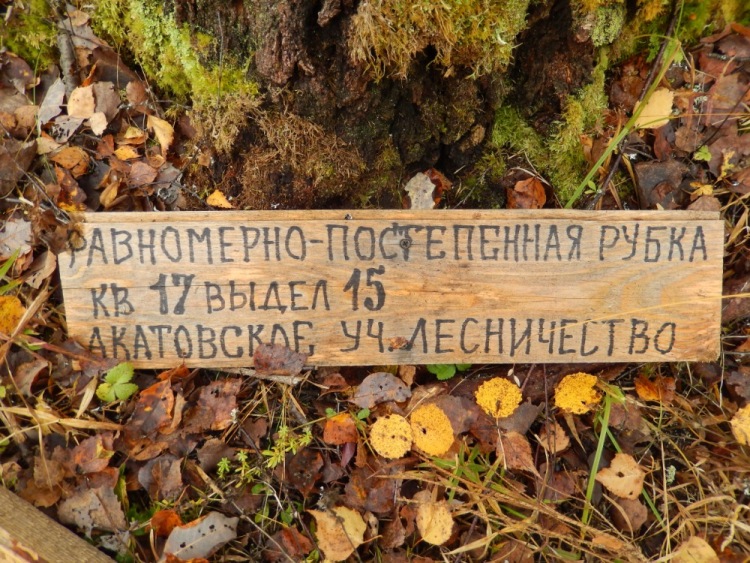 РАВНОМЕРНО-ПОСТЕПЕННАЯ РУБКА
КВ 17 ВЫДЕЛ 15
АКАТОВСКОЕ УЧ. ЛЕСНИЧЕСТВО